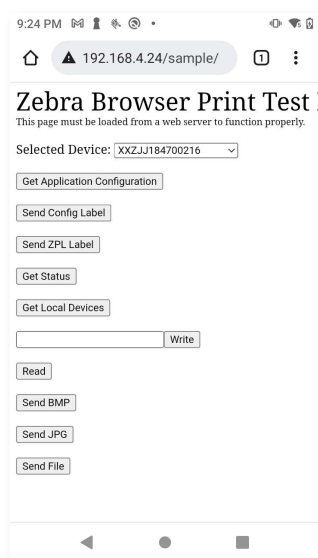 9:24 PM
192.168.4.24/sample/
1
Zebra Browser Print Test
This page must be loaded from a web server to function properly.
Selected Device: XXZJJ184700216
Get Application Configuration
Send Config Label
Send ZPL Label
Get Status
Get Local Devices
Write
Read
Send BMP
Send JPG
Send File